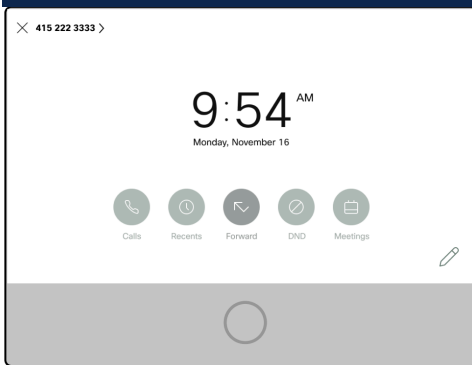 415 222 3333
9:54 AM
Monday, November 16
Calls Recents Forward DND Meetings